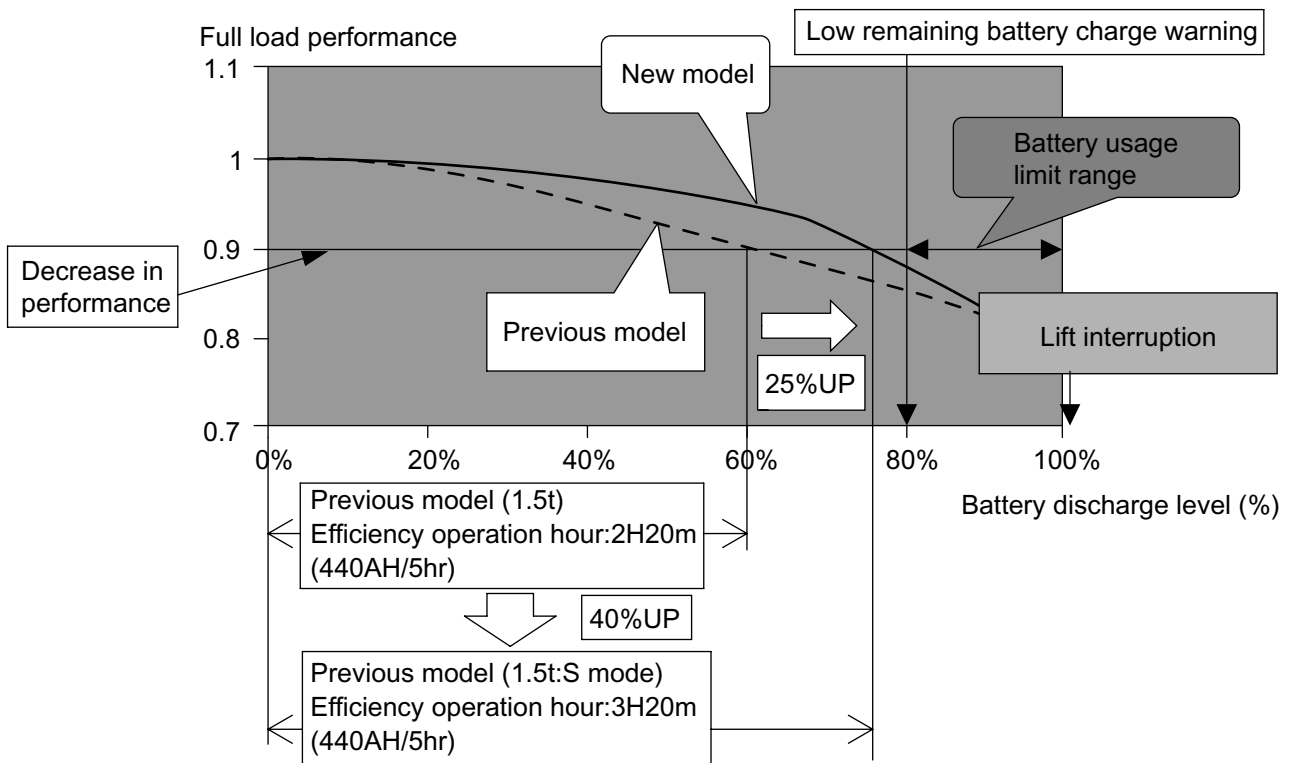 Full load performance
Low remaining battery charge warning
1.1
New model
1
Battery usage
limit range
0.9
Decrease in
performance
Previous model
Lift interruption
0.8
25%UP
0.7
0%
20%
40%
60%
80%
100%
Battery discharge level (%)
Previous model (1.5t)
Efficiency operation hour:2H20m
(440AH/5hr)
40%UP
Previous model (1.5t:S mode)
Efficiency operation hour:3H20m
(440AH/5hr)